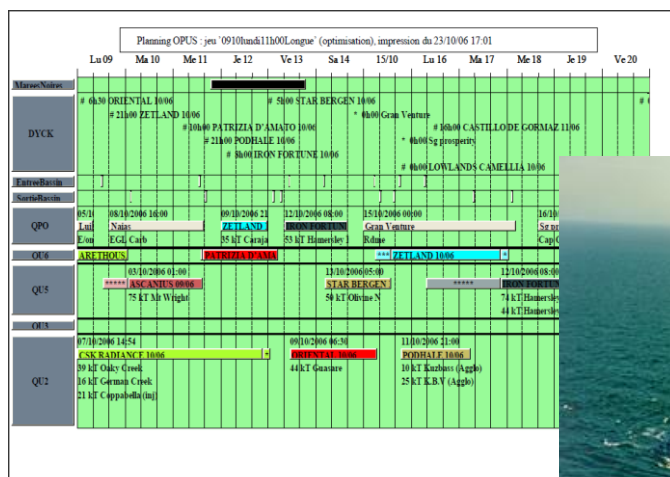 Planning OPUS : jeu '0910lundi11h00Longue' (optimisation), impression du 23/10/06 17:01
Lu 09 Ma 10 Me 11 Je 12 Ve 13 Sa 14 15/10 Lu 16 Ma 17 Me 18 Je 19 Ve 20
MareesNoires
DYCK
# 6h30 ORIENTAL 10/06 # 5h00 STAR BERGEN 10/06 # 0
# 21h00 ZETLAND 10/06 * 0h00 Gran Venture
# 10h00 PATRIZIA D'AMATO 10/06 # 16h00 CASTILLO DE GORMAZ 11/06
# 21h00 PODHALE 10/06 * 0h00 Sg prosperity
# 8h00 IRON FORTUNE 10/06
# 0h00 LOWLANDS CAMELLIA 10/06
EntreeBassin
SortieBassin
QPO
05/10 08/10/2006 16:00 09/10/2006 21 12/10/2006 08:00 15/10/2006 00:00 16/10
Luil Naias ZETLAND IRON FORTUN Gran Venture Sg pr
E/on EGL Carb 35 kT Caraja 53 kT Hamersley I Rdme Cap C
OU6
ARETHOUS PATRIZIA D'AMA *** ZETLAND 10/06 *
QU5
03/10/2006 01:00 13/10/2006 05:00 12/10/2006 08:00
***** ASCANIUS 09/06 STAR BERGEN ***** IRON FORTUN
75 kT Mt Wright 50 kT Olivine N 74 kT Hamersley
44 kT Hamersl
OU3
QU2
07/10/2006 14:54 09/10/2006 06:30 11/10/2006 21:00
CSK RADIANCE 10/06 * ORIENTAL 10/06 PODHALE 10/06
39 kT Oaky Creek 44 kT Guasare 10 kT Kuzbass (Agglo)
16 kT German Creek 25 kT K.B.V (Agglo)
21 kT Coppabella (inj)